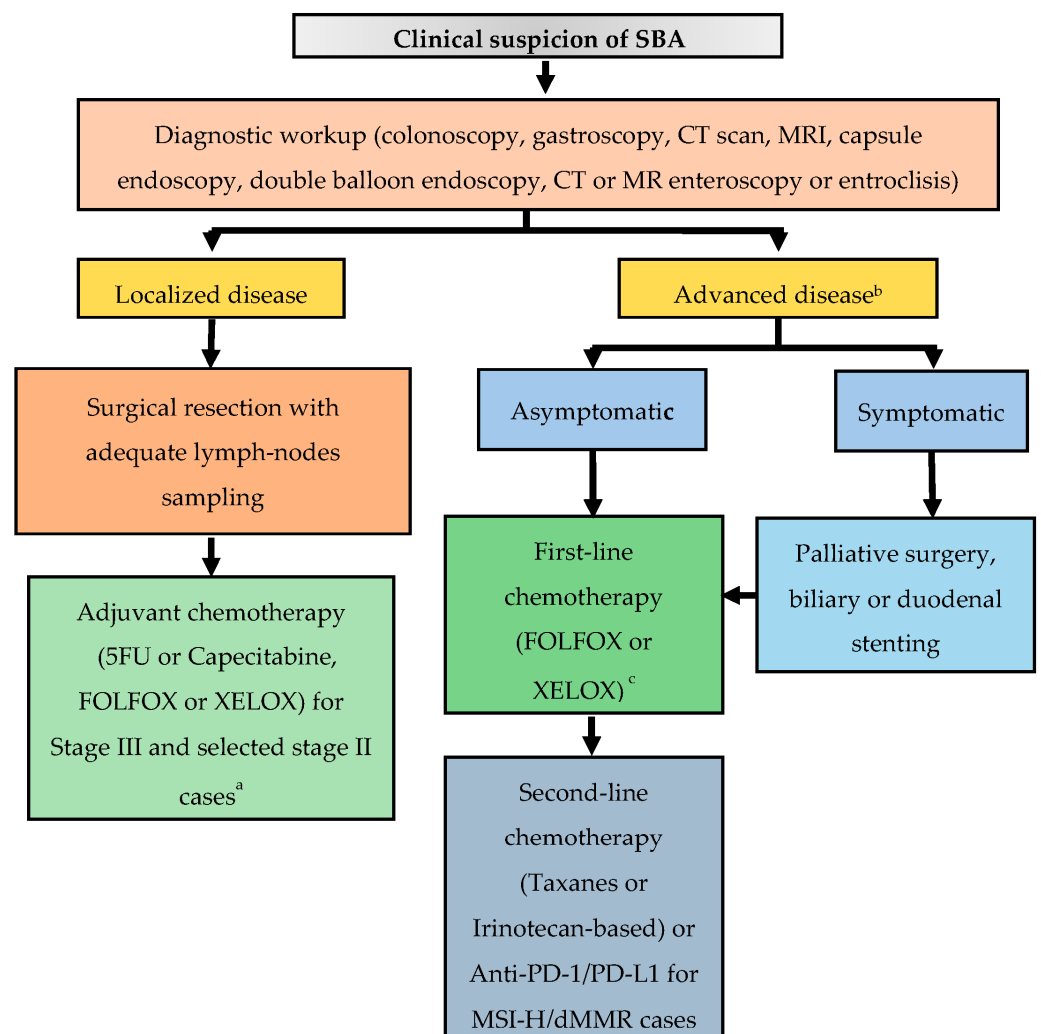 Clinical suspicion of SBA
Diagnostic workup (colonoscopy, gastroscopy, CT scan, MRI, capsule
endoscopy, double balloon endoscopy, CT or MR enteroscopy or entroclisis)
Localized disease
Advanced diseaseᵇ
Surgical resection with
adequate lymph-nodes
sampling
Asymptomatic
Symptomatic
Adjuvant chemotherapy
(5FU or Capecitabine,
FOLFOX or XELOX) for
Stage III and selected stage II
casesᵃ
First-line
chemotherapy
(FOLFOX or
XELOX) ᶜ
Palliative surgery,
biliary or duodenal
stenting
Second-line
chemotherapy
(Taxanes or
Irinotecan-based) or
Anti-PD-1/PD-L1 for
MSI-H/dMMR cases